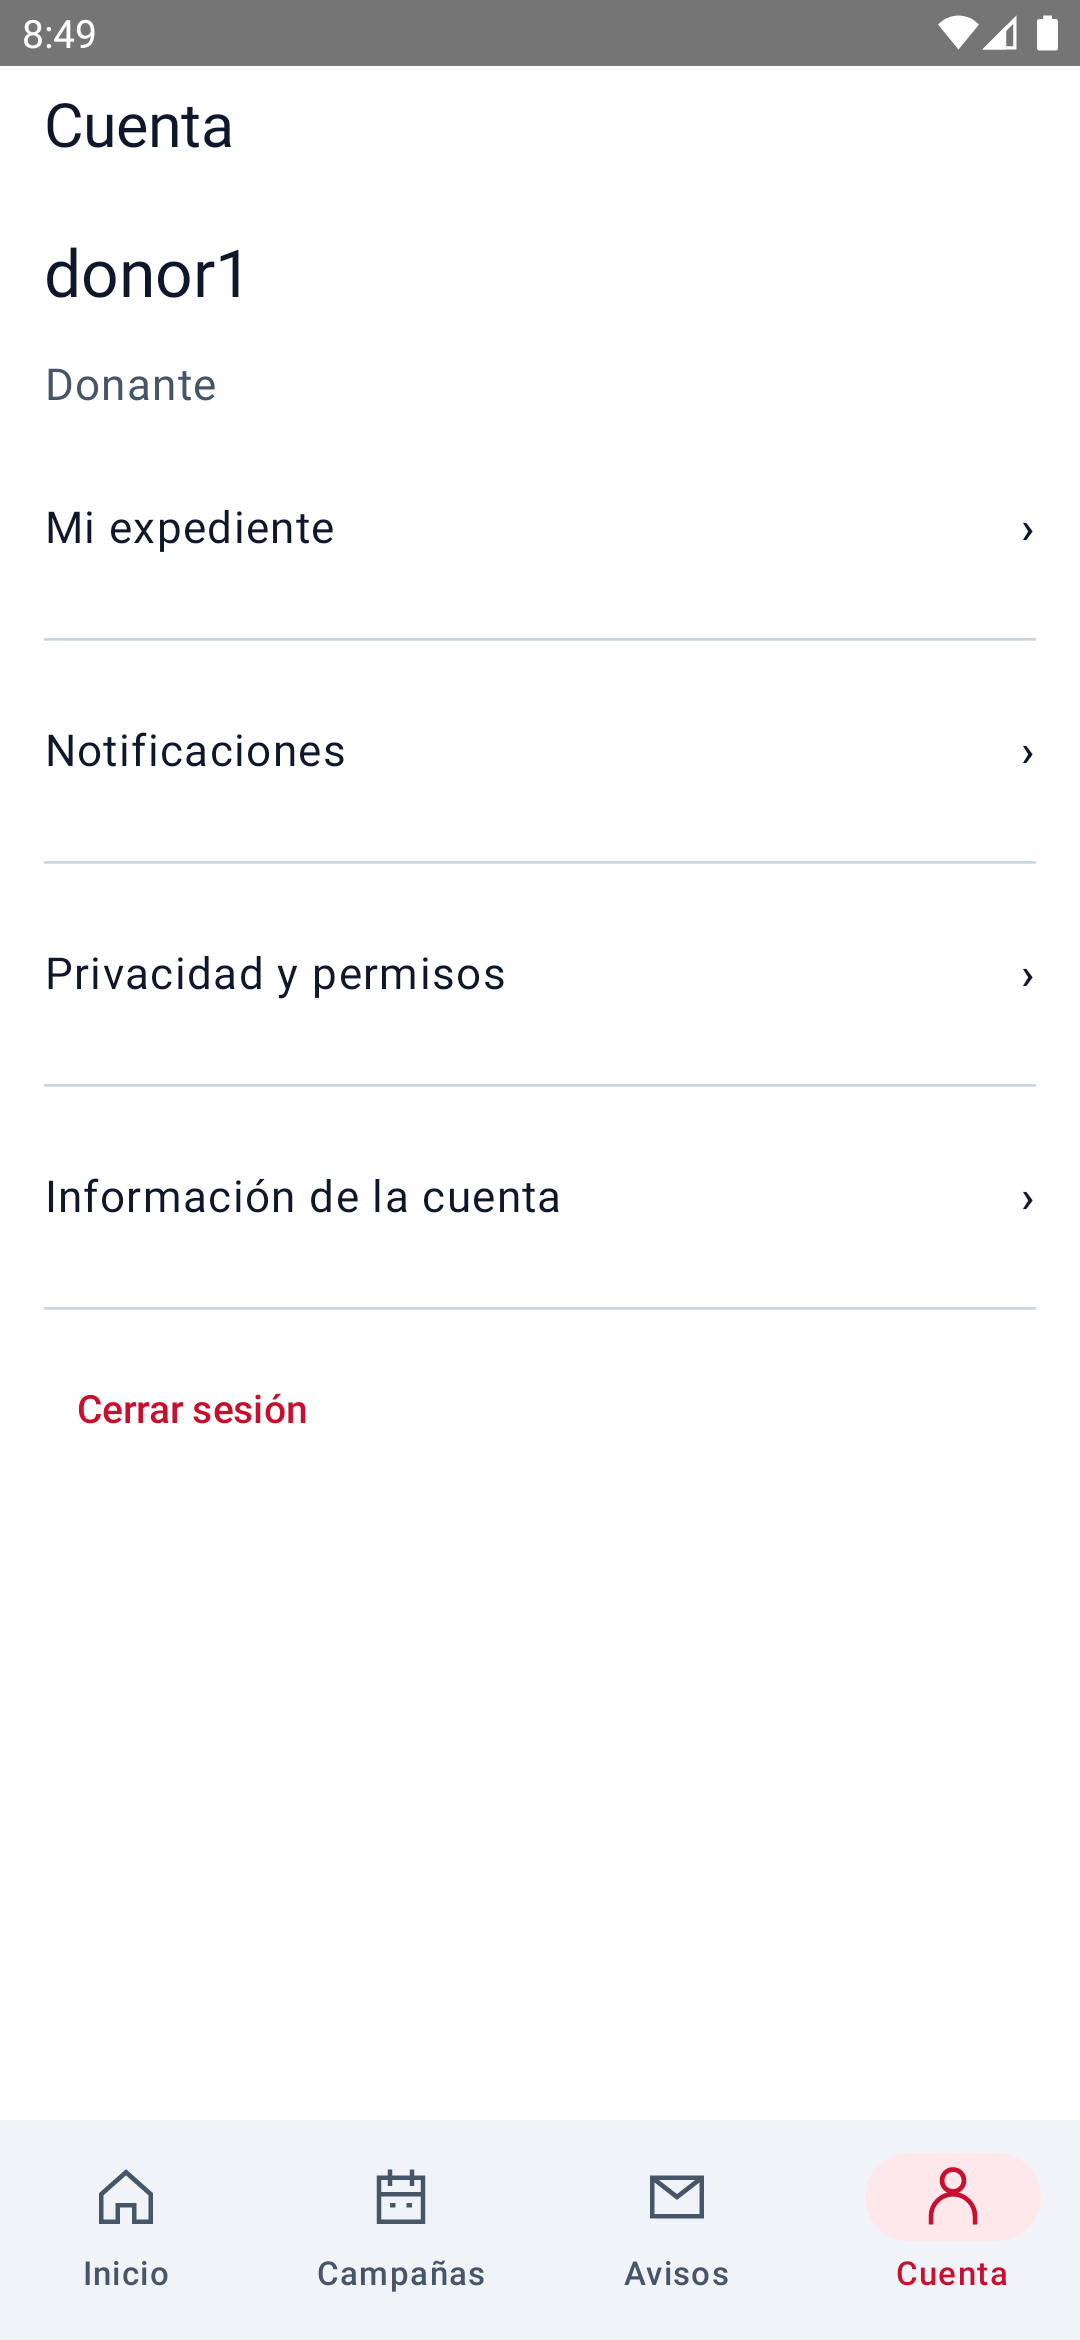 8:49
Cuenta
donor1
Donante
Mi expediente ›
Notificaciones ›
Privacidad y permisos ›
Información de la cuenta ›
Cerrar sesión
Inicio Campañas Avisos Cuenta